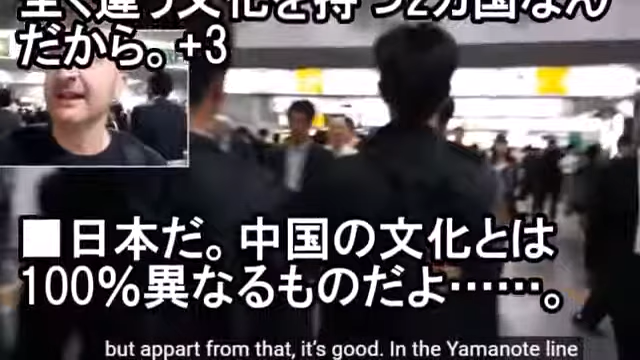 全く違う文化を持つ2カ国なん
だから。+3
■日本だ。中国の文化とは
100%異なるものだよ……。
but appart from that, it's good. In the Yamanote line